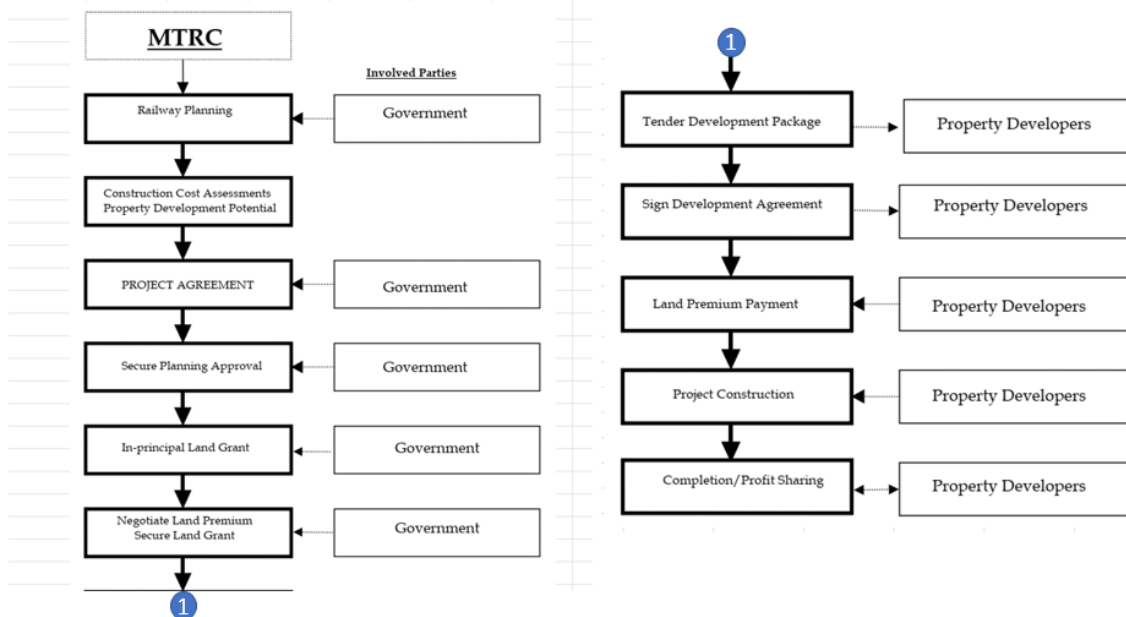 MTRC
Involved Parties
Railway Planning
Government
Construction Cost Assessments
Property Development Potential
PROJECT AGREEMENT
Government
Secure Planning Approval
Government
In-principal Land Grant
Government
Negotiate Land Premium
Secure Land Grant
Government
1
1
Tender Development Package
Property Developers
Sign Development Agreement
Property Developers
Land Premium Payment
Property Developers
Project Construction
Property Developers
Completion/Profit Sharing
Property Developers